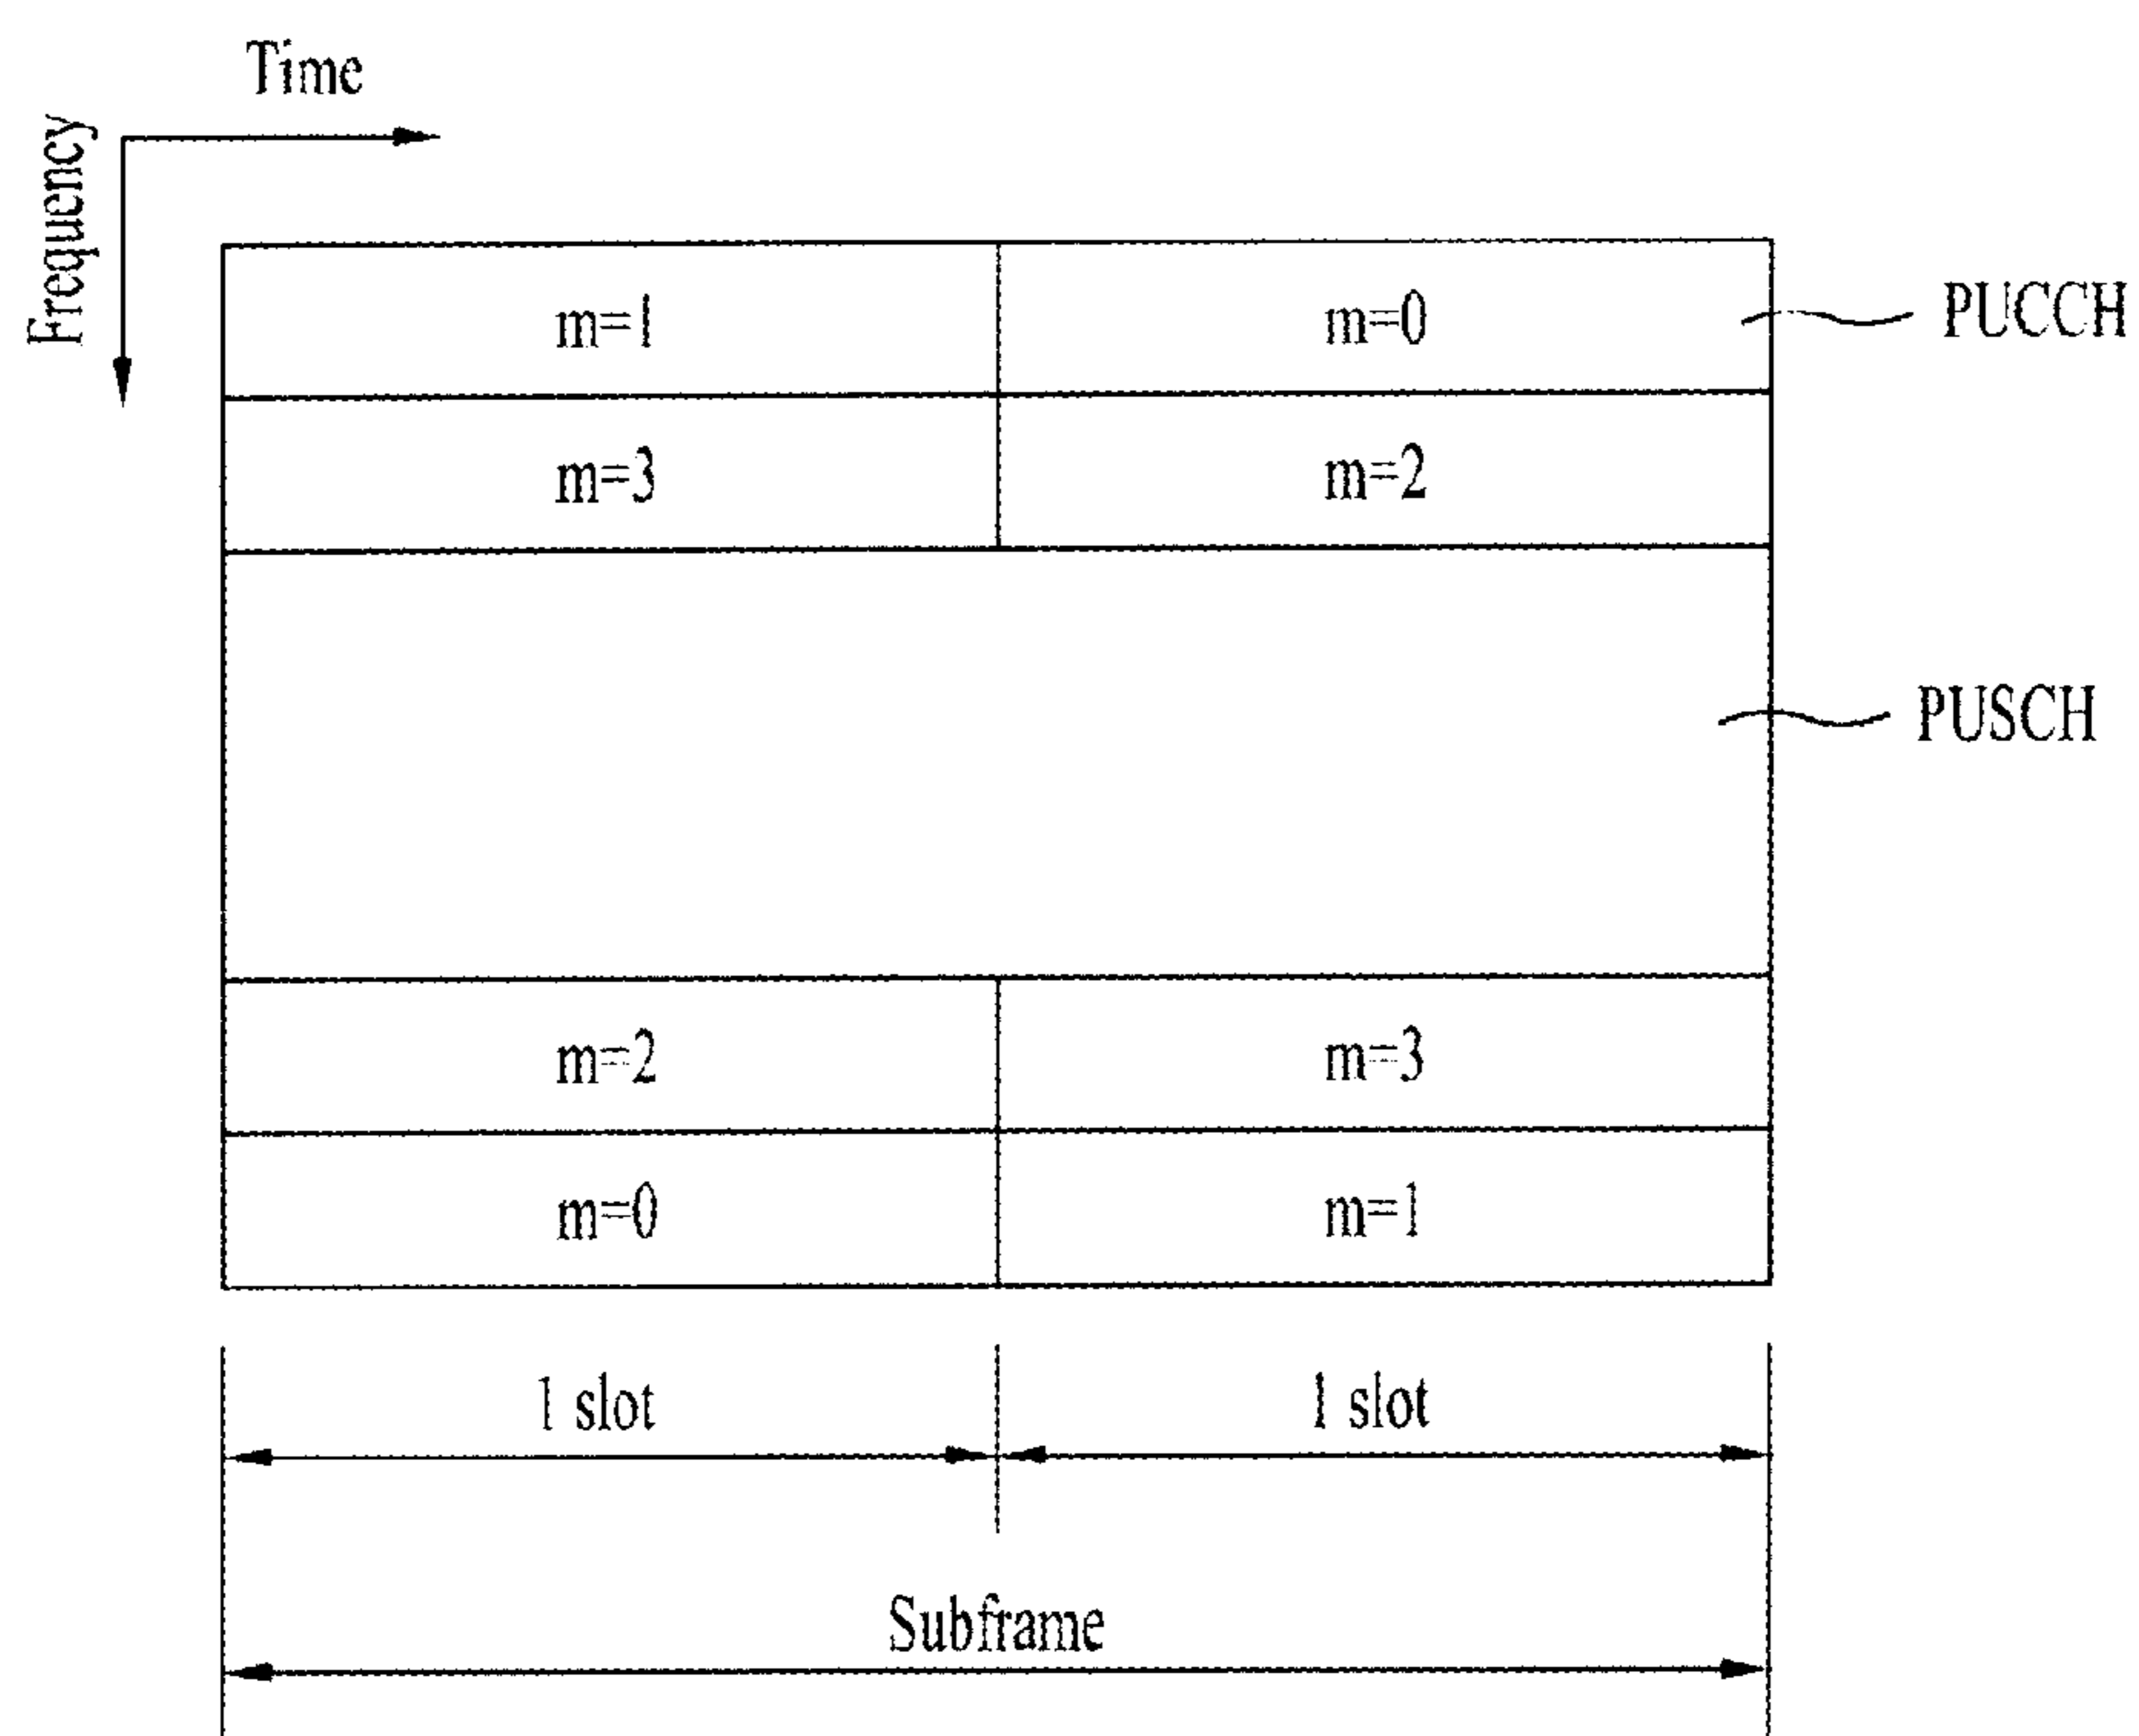 Time
Frequency
m=1 m=0 PUCCH
m=3 m=2
PUSCH
m=2 m=3
m=0 m=1
1 slot 1 slot
Subframe